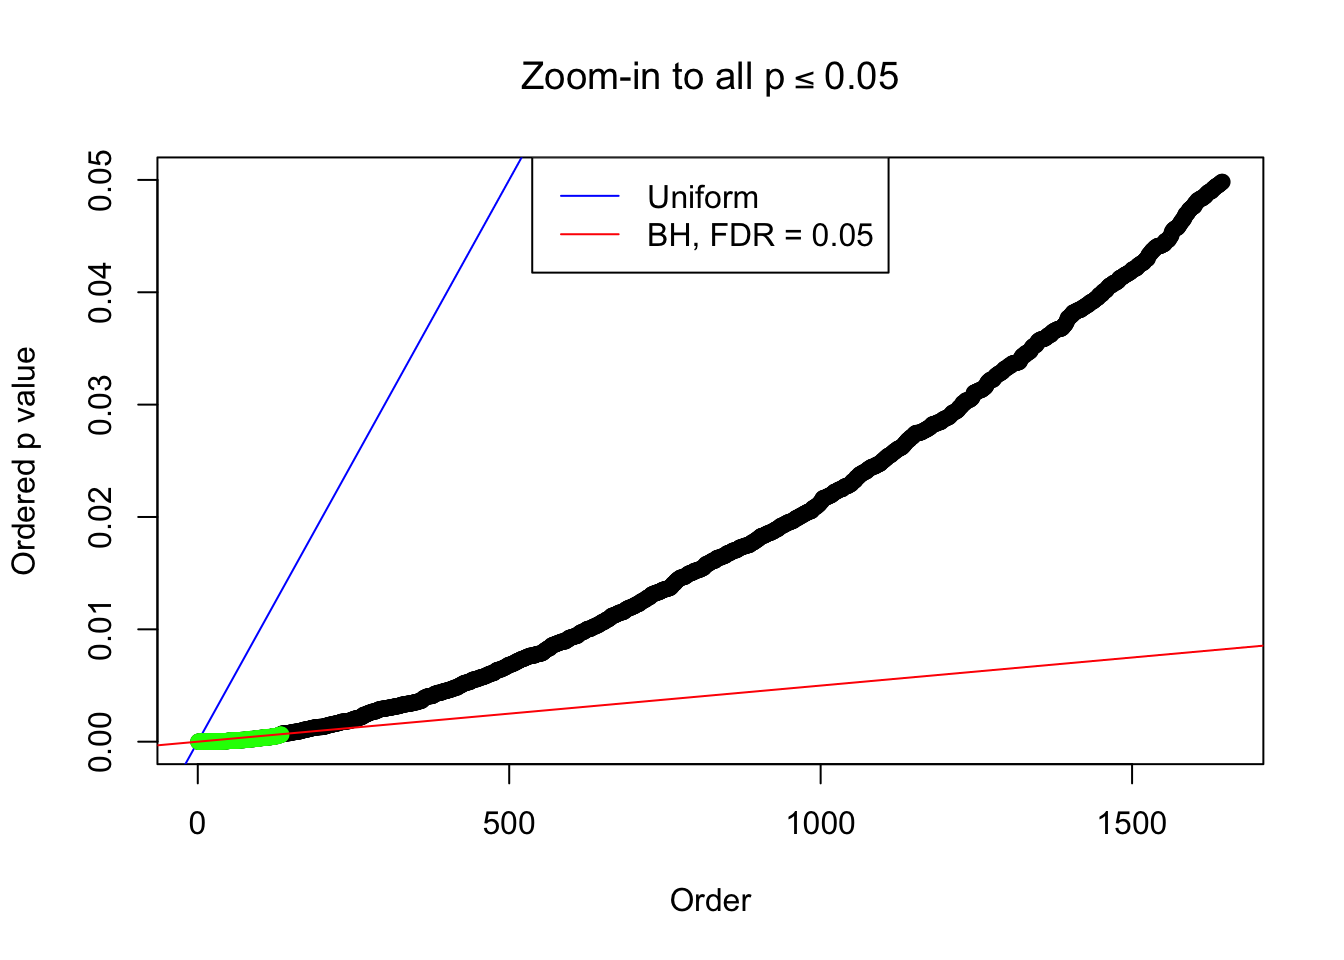 Zoom-in to all p ≤ 0.05
Uniform
BH, FDR = 0.05
Ordered p value
0.05
0.04
0.03
0.02
0.01
0.00
0
500
1000
1500
Order